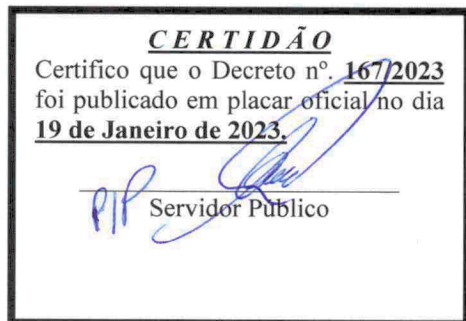 CERTIDÃO
Certifico que o Decreto nº. 167/2023
foi publicado em placar oficial no dia
19 de Janeiro de 2023.
P/P
Servidor Público